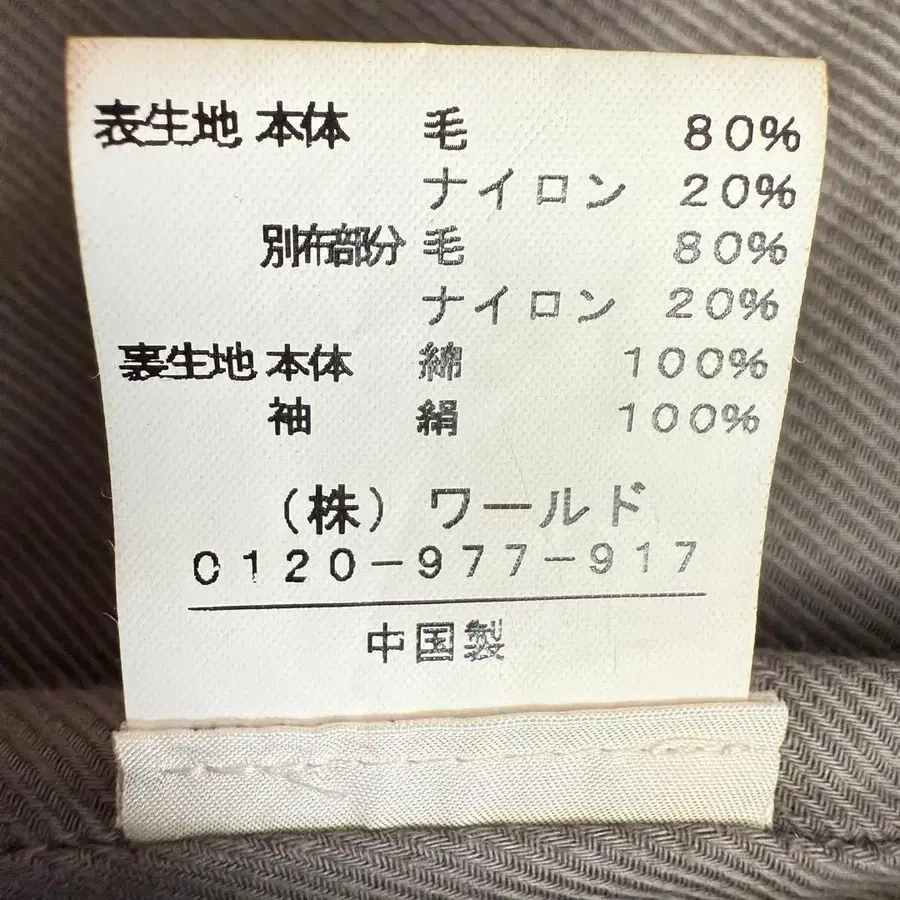 表生地 本体 毛 80%
ナイロン 20%
別布部分 毛 80%
ナイロン 20%
裏生地 本体 綿 100%
袖 絹 100%
(株) ワールド
0120-977-917
中国製